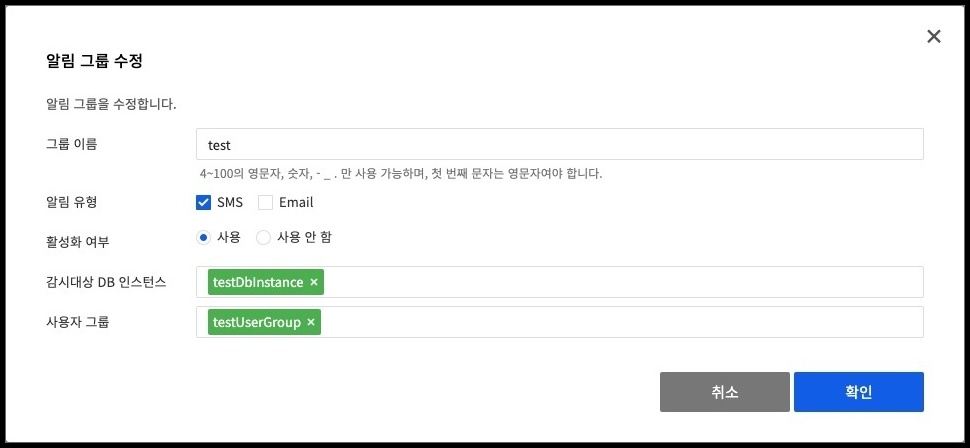 알림 그룹 수정
알림 그룹을 수정합니다.
그룹 이름
test
4~100의 영문자, 숫자, - _ . 만 사용 가능하며, 첫 번째 문자는 영문자여야 합니다.
알림 유형 SMS Email
활성화 여부 사용 사용 안 함
감시대상 DB 인스턴스 testDbInstance ×
사용자 그룹 testUserGroup ×
취소 확인